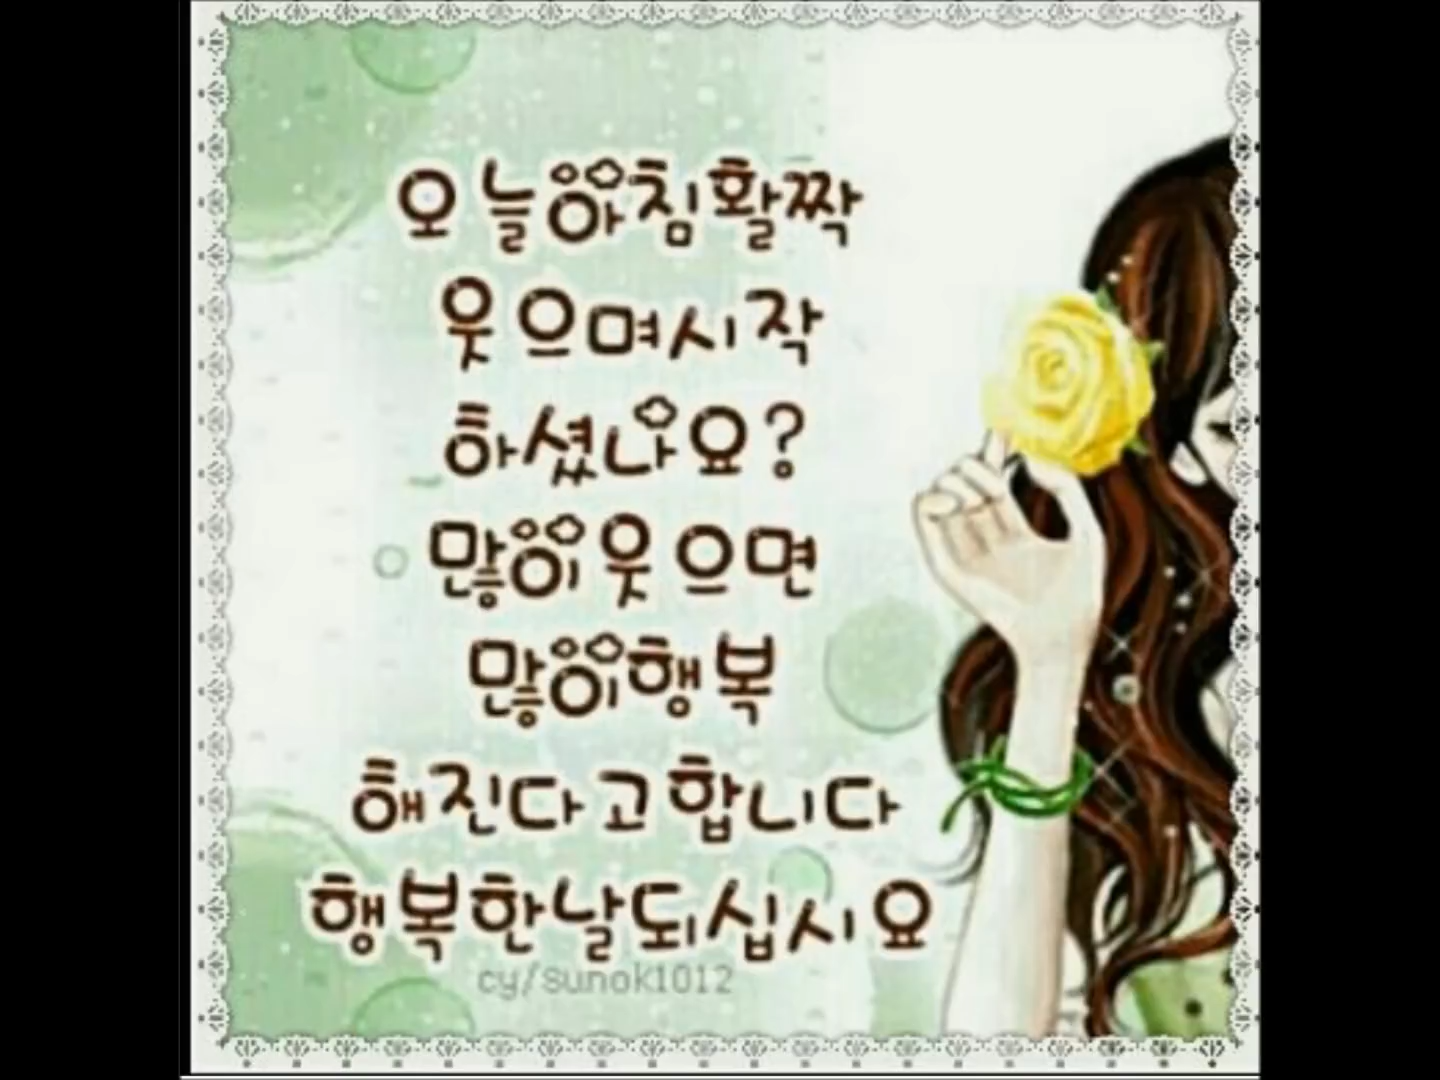 오늘아침활짝
웃으며시작
하셨나요?
많이웃으면
많이행복
해진다고합니다
행복한날되십시요
cy/sunok1012